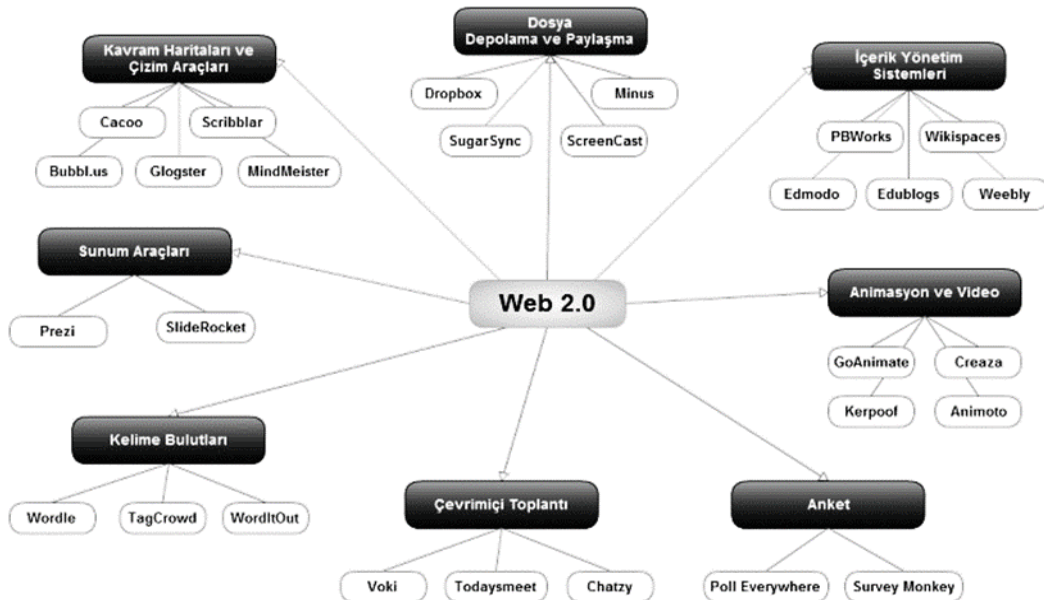 Kavram Haritaları ve
Çizim Araçları
Cacoo
Scribblar
Bubbl.us
Glogster
MindMeister
Dosya
Depolama ve Paylaşma
Dropbox
Minus
SugarSync
ScreenCast
İçerik Yönetim
Sistemleri
PBWorks
Wikispaces
Edmodo
Edublogs
Weebly
Sunum Araçları
Prezi
SlideRocket
Web 2.0
Animasyon ve Video
GoAnimate
Creaza
Kerpoof
Animoto
Kelime Bulutları
Wordle
TagCrowd
WordItOut
Çevrimiçi Toplantı
Voki
Todaysmeet
Chatzy
Anket
Poll Everywhere
Survey Monkey